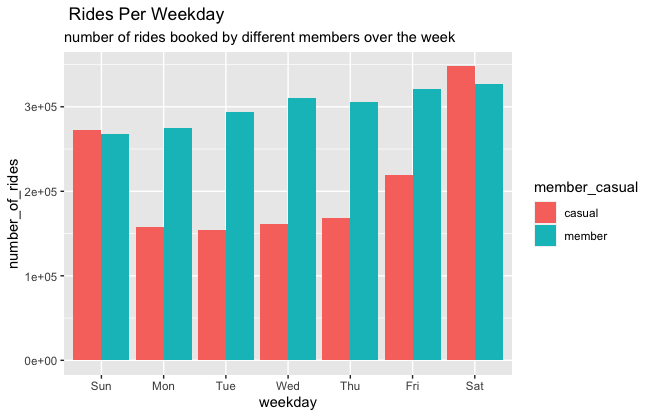 Rides Per Weekday
number of rides booked by different members over the week
number_of_rides
3e+05
2e+05
1e+05
0e+00
Sun Mon Tue Wed Thu Fri Sat
weekday
member_casual
casual
member